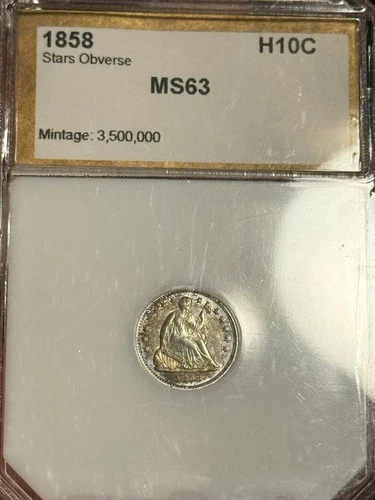 1858 H10C
Stars Obverse
MS63
Mintage: 3,500,000